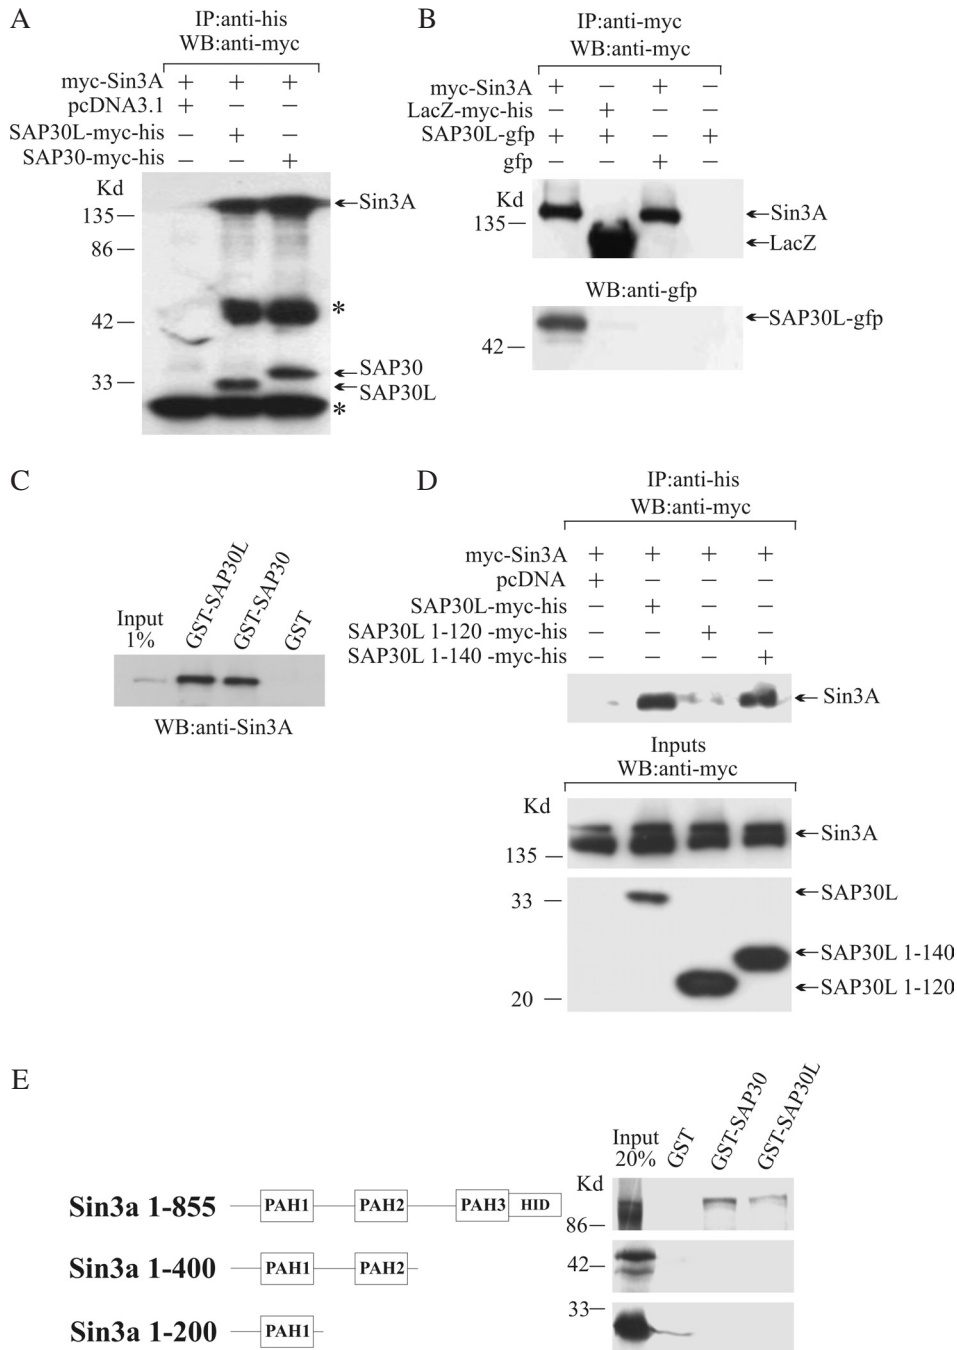 A
IP:anti-his
WB:anti-myc
myc-Sin3A + + +
pcDNA3.1 + − −
SAP30L-myc-his − + −
SAP30-myc-his − − +
Kd
135
86
42
33
Sin3A
*
SAP30
SAP30L
*
B
IP:anti-myc
WB:anti-myc
myc-Sin3A + − + −
LacZ-myc-his − + − −
SAP30L-gfp + + − +
gfp − − + −
Kd
135
Sin3A
LacZ
WB:anti-gfp
42
SAP30L-gfp
C
Input
1%
GST-SAP30L
GST-SAP30
GST
WB:anti-Sin3A
D
IP:anti-his
WB:anti-myc
myc-Sin3A + + + +
pcDNA + − − −
SAP30L-myc-his − + − −
SAP30L 1-120 -myc-his − − + −
SAP30L 1-140 -myc-his − − − +
Sin3A
Inputs
WB:anti-myc
Kd
135
Sin3A
33
20
SAP30L
SAP30L 1-140
SAP30L 1-120
E
Sin3a 1-855
PAH1 PAH2 PAH3 HID
Sin3a 1-400
PAH1 PAH2
Sin3a 1-200
PAH1
Input
20%
GST
GST-SAP30
GST-SAP30L
Kd
86
42
33